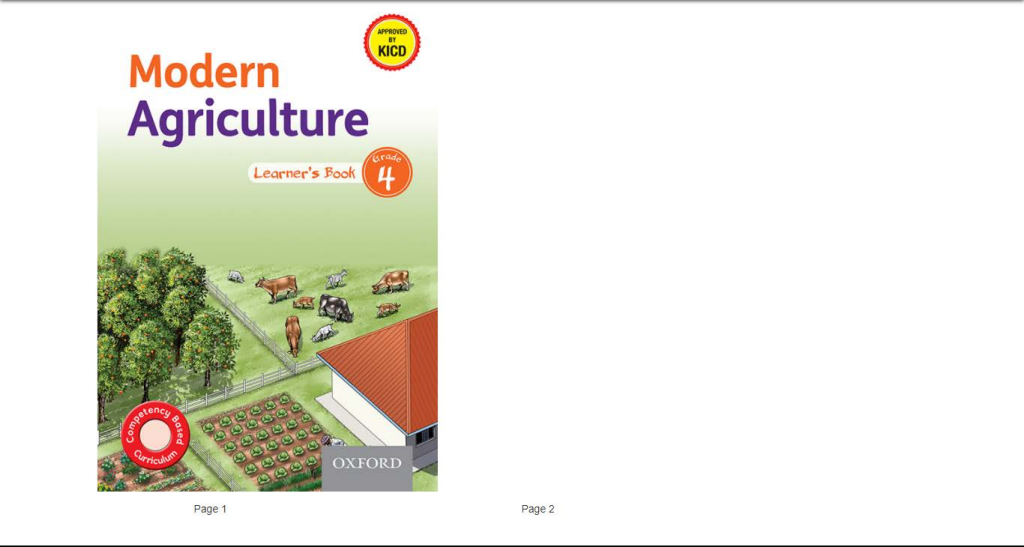 APPROVED
BY
KICD
Modern
Agriculture
Learner's Book
Grade
4
Competency Based
Curriculum
OXFORD
Page 1
Page 2